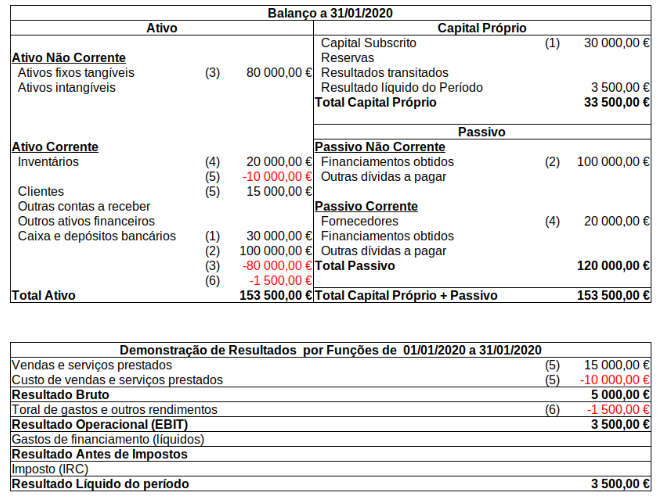 Balanço a 31/01/2020
Ativo Capital Próprio
Capital Subscrito (1) 30 000,00 €
Ativo Não Corrente Reservas
Ativos fixos tangíveis (3) 80 000,00 € Resultados transitados
Ativos intangíveis Resultado líquido do Período 3 500,00 €
Total Capital Próprio 33 500,00 €
Passivo
Ativo Corrente Passivo Não Corrente
Inventários (4) 20 000,00 € Financiamentos obtidos (2) 100 000,00 €
(5) -10 000,00 € Outras dívidas a pagar
Clientes (5) 15 000,00 €
Outras contas a receber Passivo Corrente
Outros ativos financeiros Fornecedores (4) 20 000,00 €
Caixa e depósitos bancários (1) 30 000,00 € Financiamentos obtidos
(2) 100 000,00 € Outras dívidas a pagar
(3) -80 000,00 € Total Passivo 120 000,00 €
(6) -1 500,00 €
Total Ativo 153 500,00 € Total Capital Próprio + Passivo 153 500,00 €
Demonstração de Resultados por Funções de 01/01/2020 a 31/01/2020
Vendas e serviços prestados (5) 15 000,00 €
Custo de vendas e serviços prestados (5) -10 000,00 €
Resultado Bruto 5 000,00 €
Toral de gastos e outros rendimentos (6) -1 500,00 €
Resultado Operacional (EBIT) 3 500,00 €
Gastos de financiamento (líquidos)
Resultado Antes de Impostos
Imposto (IRC)
Resultado Líquido do período 3 500,00 €